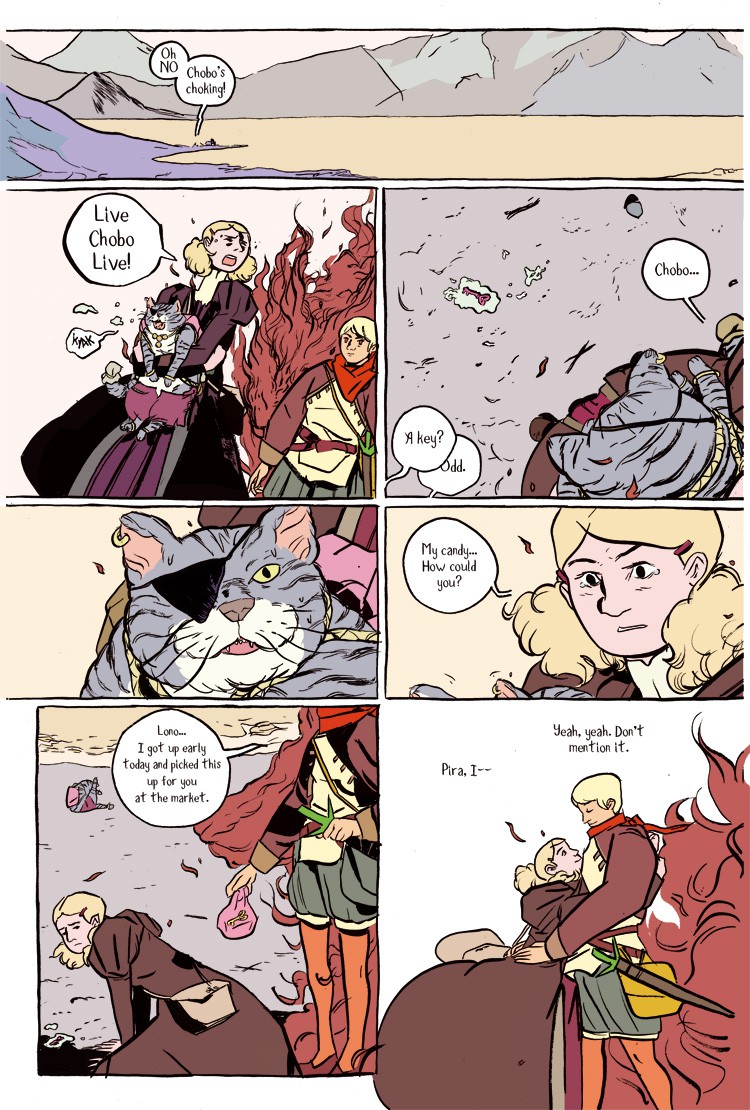 Oh
NO
Chobo's
choking!
Live
Chobo
Live!
KYAK
Chobo...
A key?
Odd.
My candy...
How could
you?
Lono...
I got up early
today and picked this
up for you
at the market.
Yeah, yeah. Don't
mention it.
Pira, I--